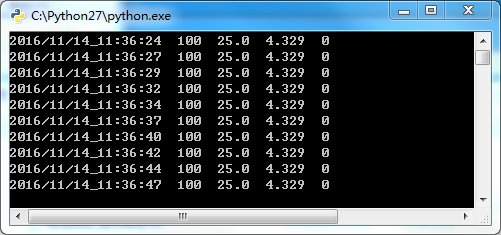 C:\Python27\python.exe
2016/11/14_11:36:24  100  25.0  4.329  0
2016/11/14_11:36:27  100  25.0  4.329  0
2016/11/14_11:36:29  100  25.0  4.329  0
2016/11/14_11:36:32  100  25.0  4.329  0
2016/11/14_11:36:34  100  25.0  4.329  0
2016/11/14_11:36:37  100  25.0  4.329  0
2016/11/14_11:36:40  100  25.0  4.329  0
2016/11/14_11:36:42  100  25.0  4.329  0
2016/11/14_11:36:44  100  25.0  4.329  0
2016/11/14_11:36:47  100  25.0  4.329  0